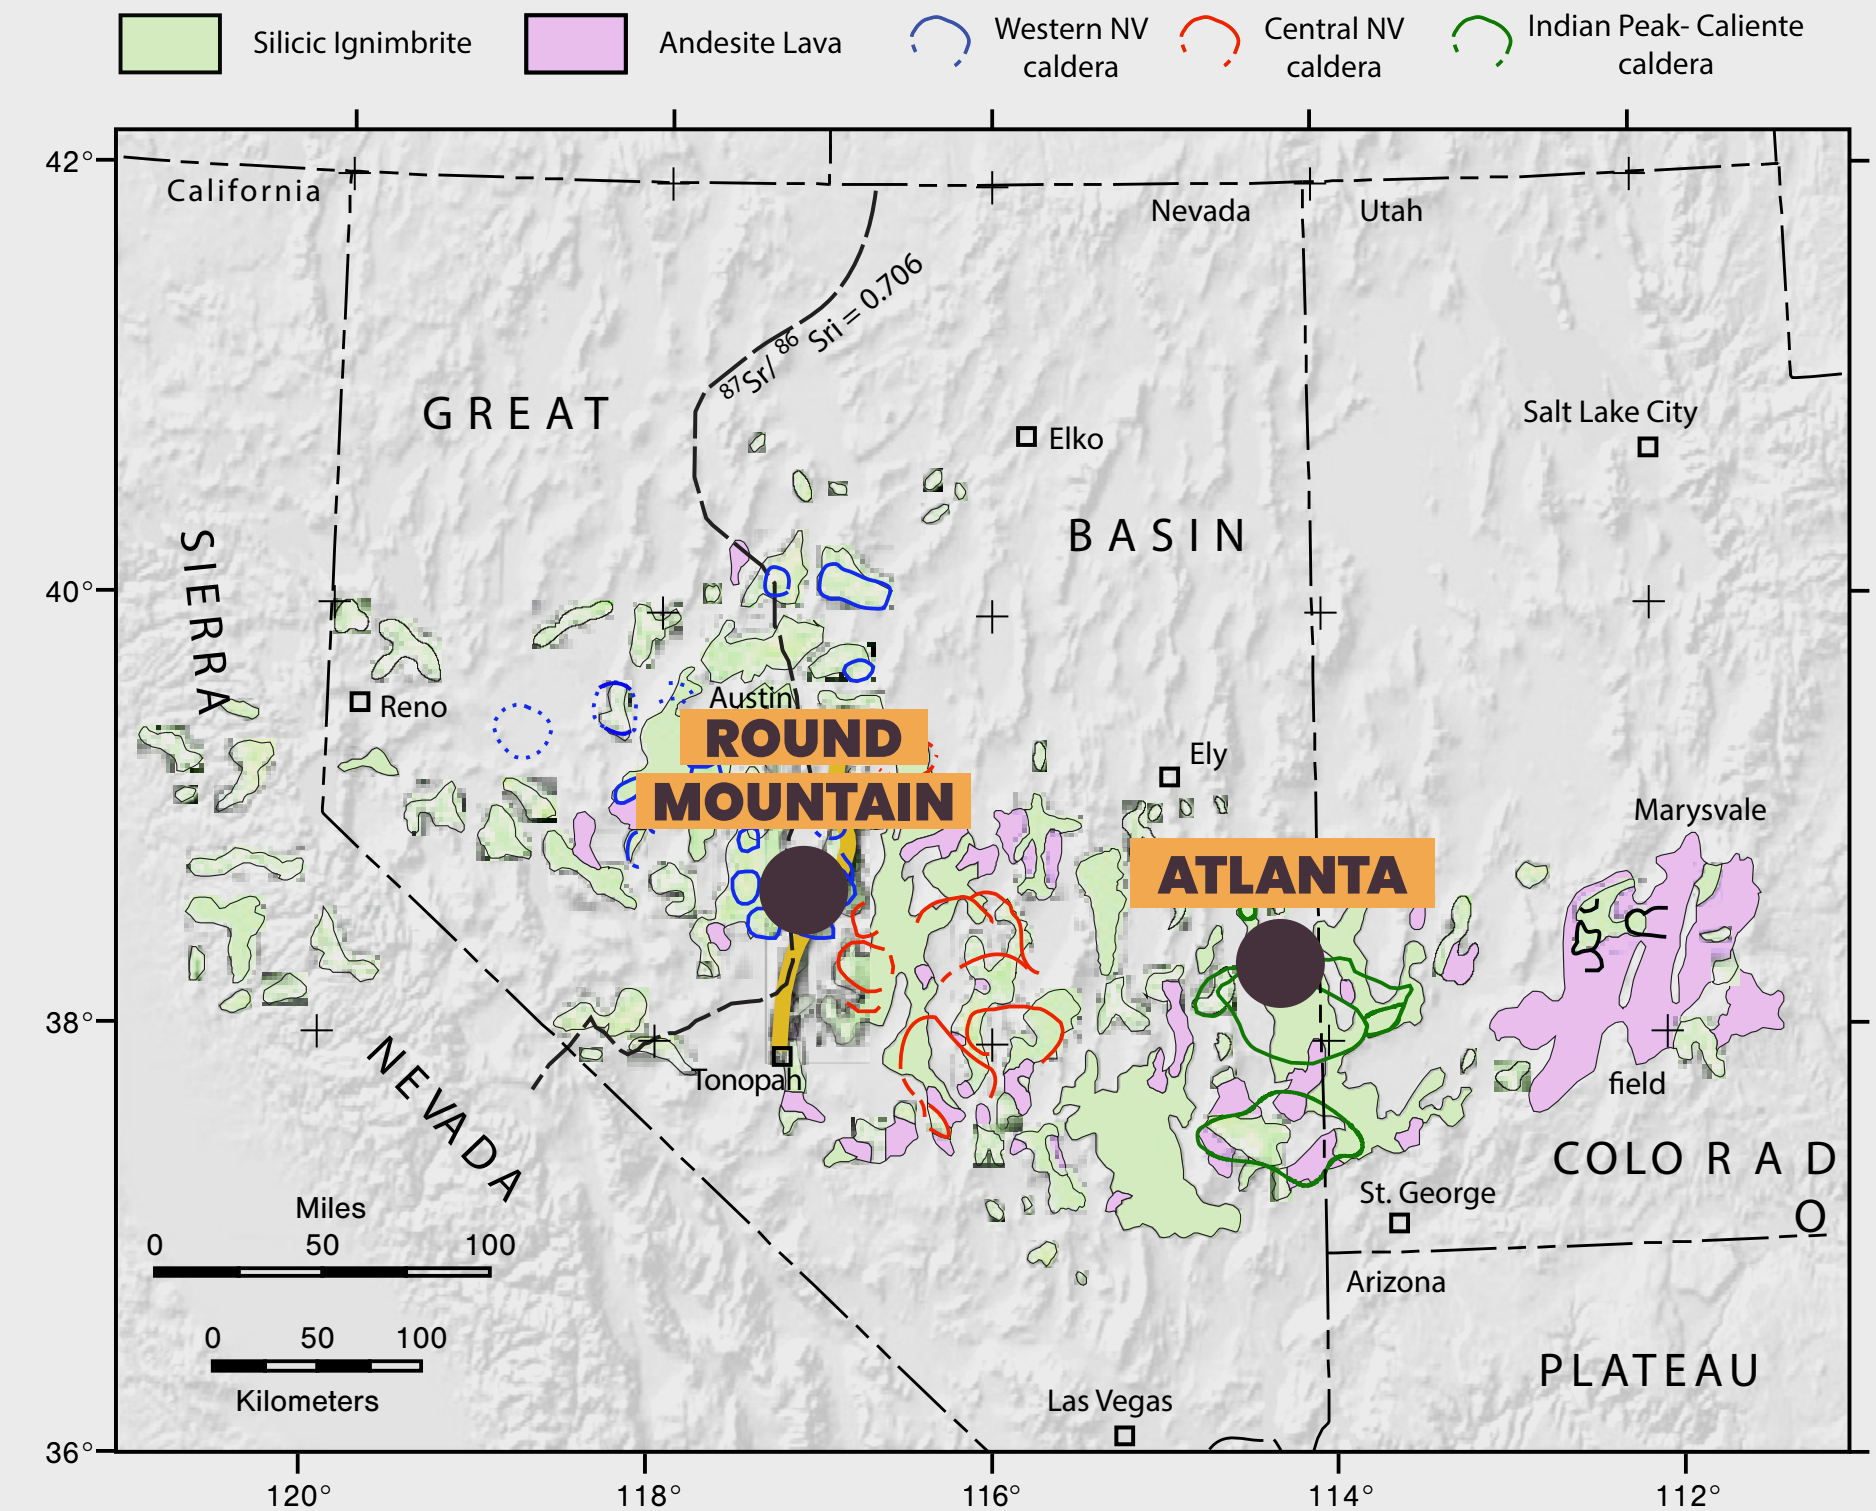 Silicic Ignimbrite
Andesite Lava
Western NV
caldera
Central NV
caldera
Indian Peak- Caliente
caldera
42°
California
Nevada
Utah
87Sr/ 86 Sri = 0.706
GREAT
Elko
Salt Lake City
BASIN
SIERRA
40°
Reno
Austin
ROUND
MOUNTAIN
Ely
ATLANTA
Marysvale
38°
NEVADA
Tonopah
field
COLORAD
O
St. George
Arizona
Miles
0 50 100
0 50 100
Kilometers
PLATEAU
Las Vegas
36°
120° 118° 116° 114° 112°